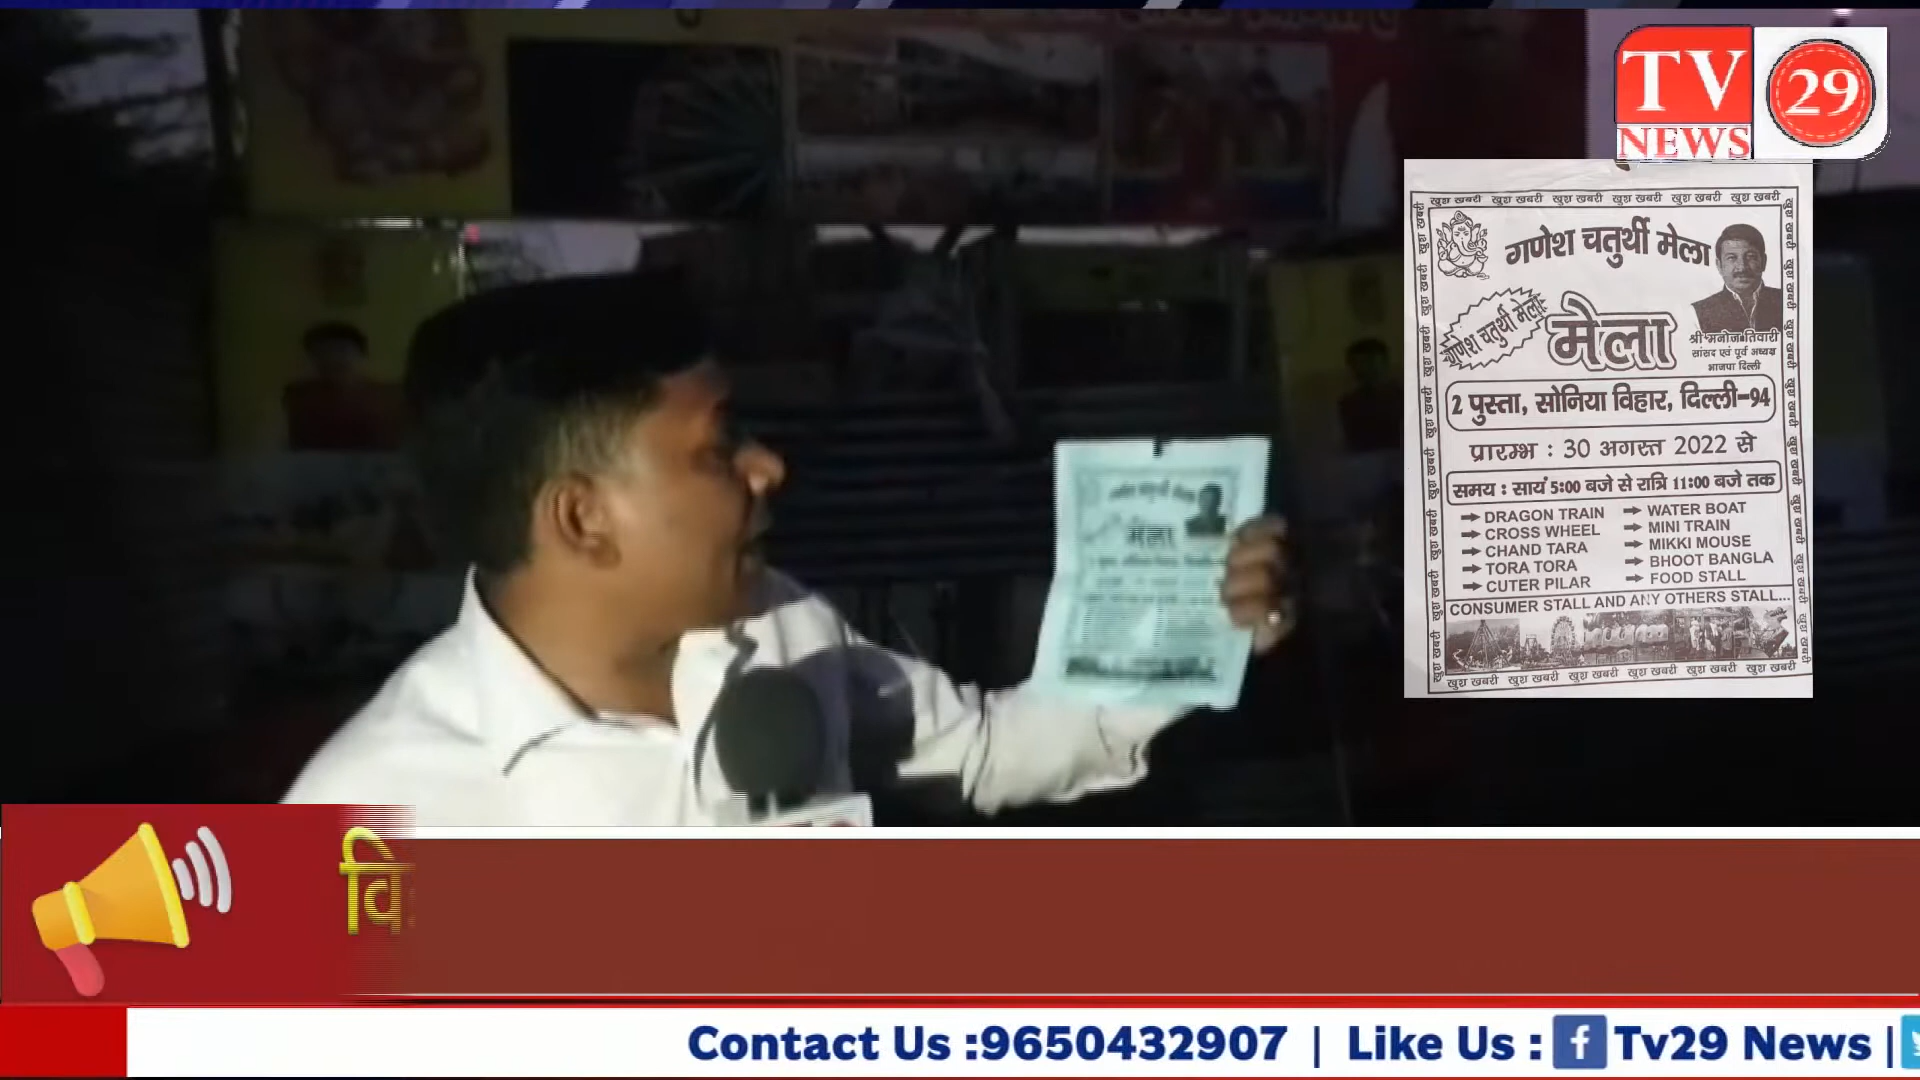 TV
NEWS
29
खुश खबरी खुश खबरी खुश खबरी खुश खबरी खुश खबरी खुश खबरी
गणेश चतुर्थी मेला
गणेश चतुर्थी मेला
मेला
श्री मनोज तिवारी
सांसद एवं पूर्व अध्यक्ष
भाजपा दिल्ली
2 पुस्ता, सोनिया विहार, दिल्ली-94
प्रारम्भ : 30 अगस्त 2022 से
समय : सायं 5:00 बजे से रात्रि 11:00 बजे तक
DRAGON TRAIN
CROSS WHEEL
CHAND TARA
TORA TORA
CUTER PILAR
WATER BOAT
MINI TRAIN
MIKKI MOUSE
BHOOT BANGLA
FOOD STALL
CONSUMER STALL AND ANY OTHERS STALL...
खुश खबरी खुश खबरी खुश खबरी खुश खबरी खुश खबरी खुश खबरी
मेला
Contact Us :9650432907 | Like Us : f Tv29 News |